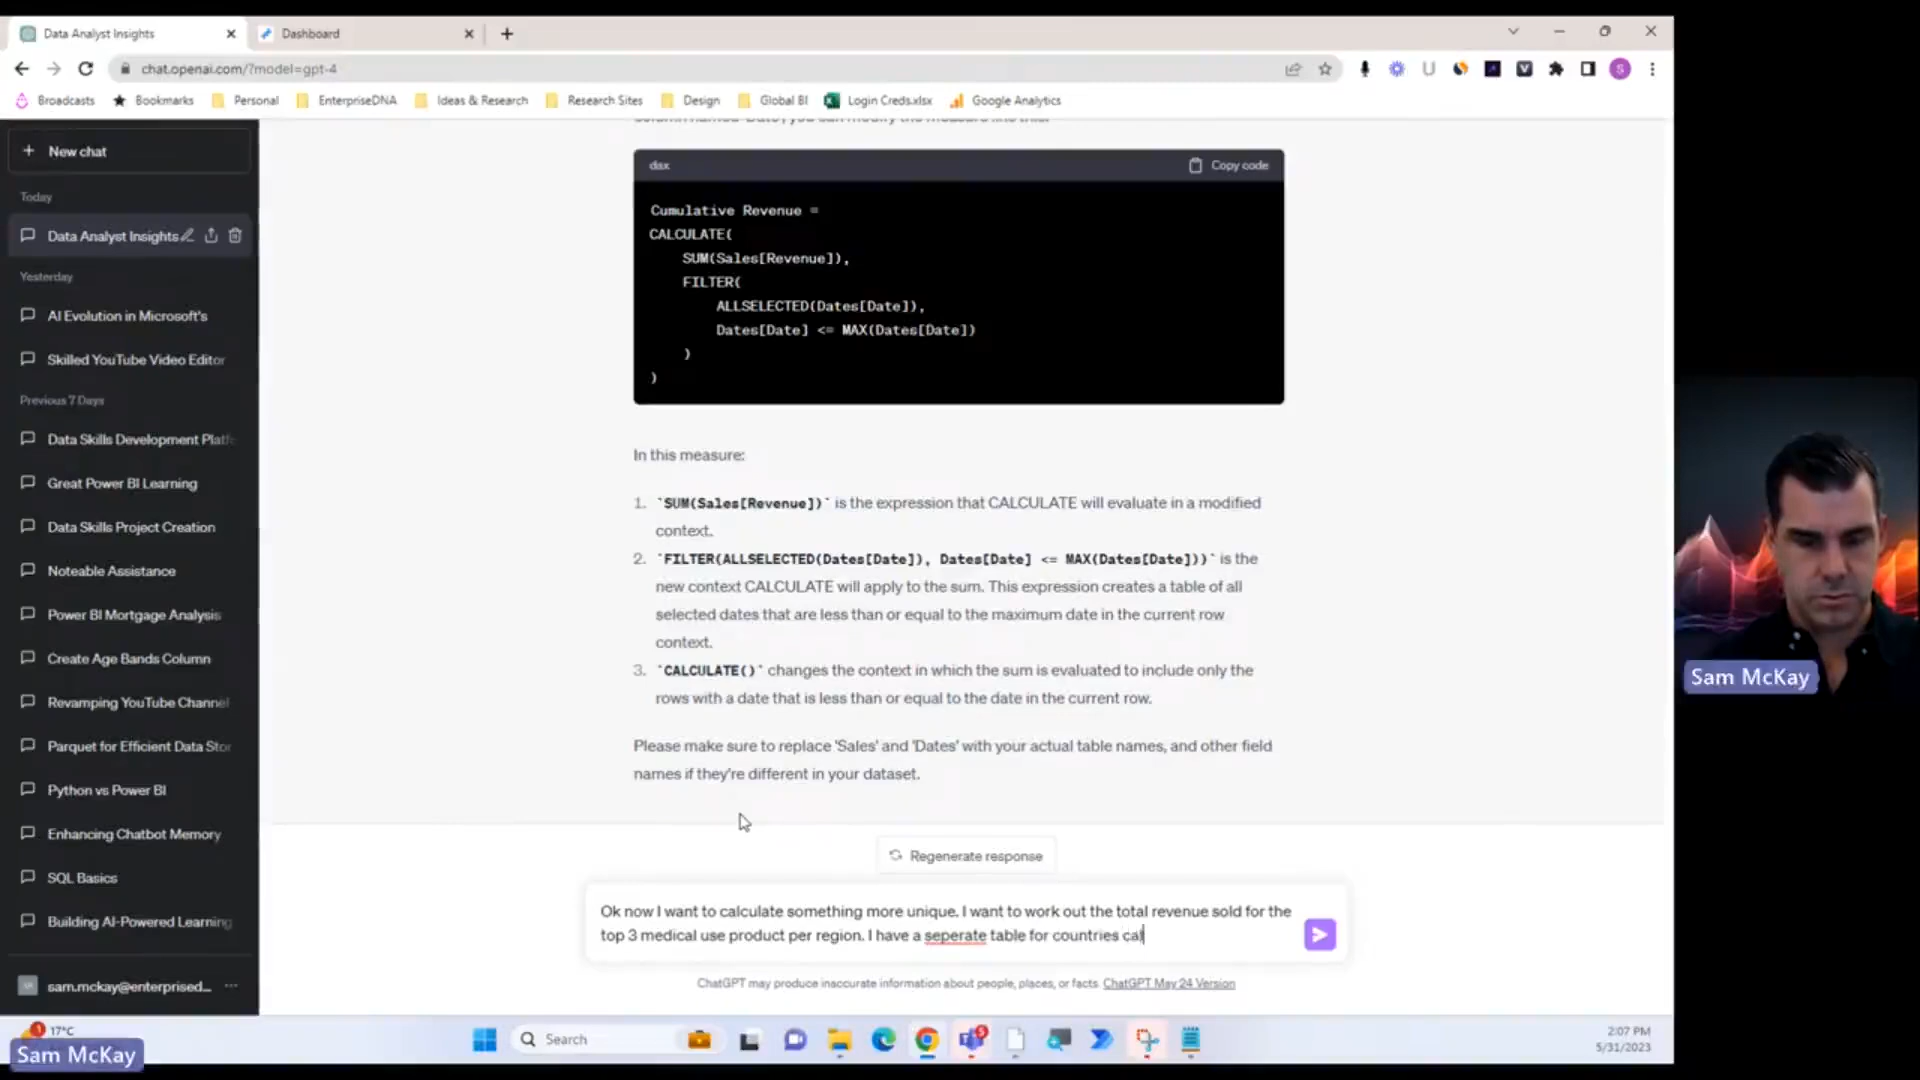 Data Analyst Insights
Dashboard
chat.openai.com/?model=gpt-4
Broadcasts
Bookmarks
Personal
EnterpriseDNA
Ideas & Research
Research Sites
Design
Global BI
Login Creds.xlsx
Google Analytics
New chat
Today
Data Analyst Insights
Yesterday
AI Evolution in Microsoft's
Skilled YouTube Video Editor
Previous 7 Days
Data Skills Development Platf
Great Power BI Learning
Data Skills Project Creation
Noteable Assistance
Power BI Mortgage Analysis
Create Age Bands Column
Revamping YouTube Channel
Parquet for Efficient Data Stor
Python vs Power BI
Enhancing Chatbot Memory
SQL Basics
Building AI-Powered Learning
sam.mckay@enterprised...
column named 'Date', you can modify the measure like this:
dax
Copy code
Cumulative Revenue =
CALCULATE(
SUM(Sales[Revenue]),
FILTER(
ALLSELECTED(Dates[Date]),
Dates[Date] <= MAX(Dates[Date])
)
)
In this measure:
1. `SUM(Sales[Revenue])` is the expression that CALCULATE will evaluate in a modified
context.
2. `FILTER(ALLSELECTED(Dates[Date]), Dates[Date] <= MAX(Dates[Date]))` is the
new context CALCULATE will apply to the sum. This expression creates a table of all
selected dates that are less than or equal to the maximum date in the current row
context.
3. `CALCULATE()` changes the context in which the sum is evaluated to include only the
rows with a date that is less than or equal to the date in the current row.
Please make sure to replace 'Sales' and 'Dates' with your actual table names, and other field
names if they're different in your dataset.
Regenerate response
Ok now I want to calculate something more unique. I want to work out the total revenue sold for the
top 3 medical use product per region. I have a seperate table for countries cal
ChatGPT may produce inaccurate information about people, places, or facts. ChatGPT May 24 Version
Sam McKay
1
17°C
Sam McKay
Search
5
2:07 PM
5/31/2023